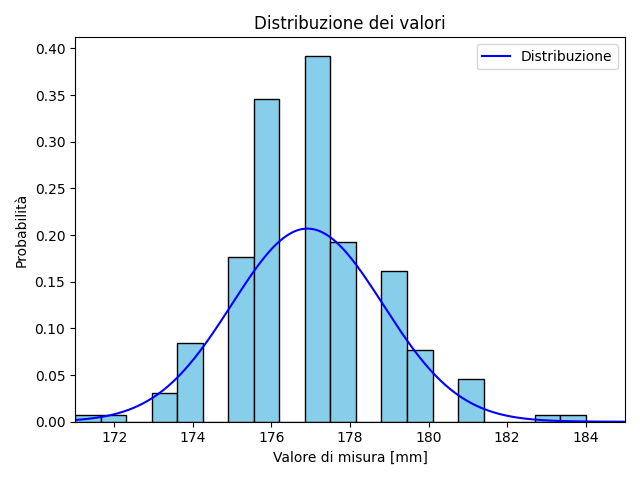 Distribuzione dei valori
Distribuzione
0.40
0.35
0.30
0.25
0.20
0.15
0.10
0.05
0.00
Probabilità
172 174 176 178 180 182 184
Valore di misura [mm]